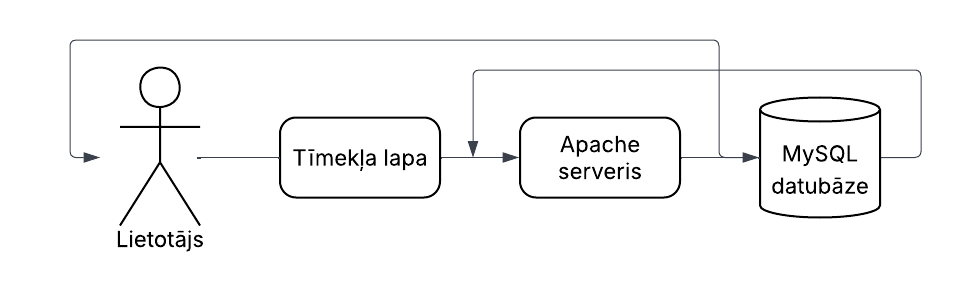 Tīmekļa lapa
Apache
serveris
MySQL
datubāze
Lietotājs